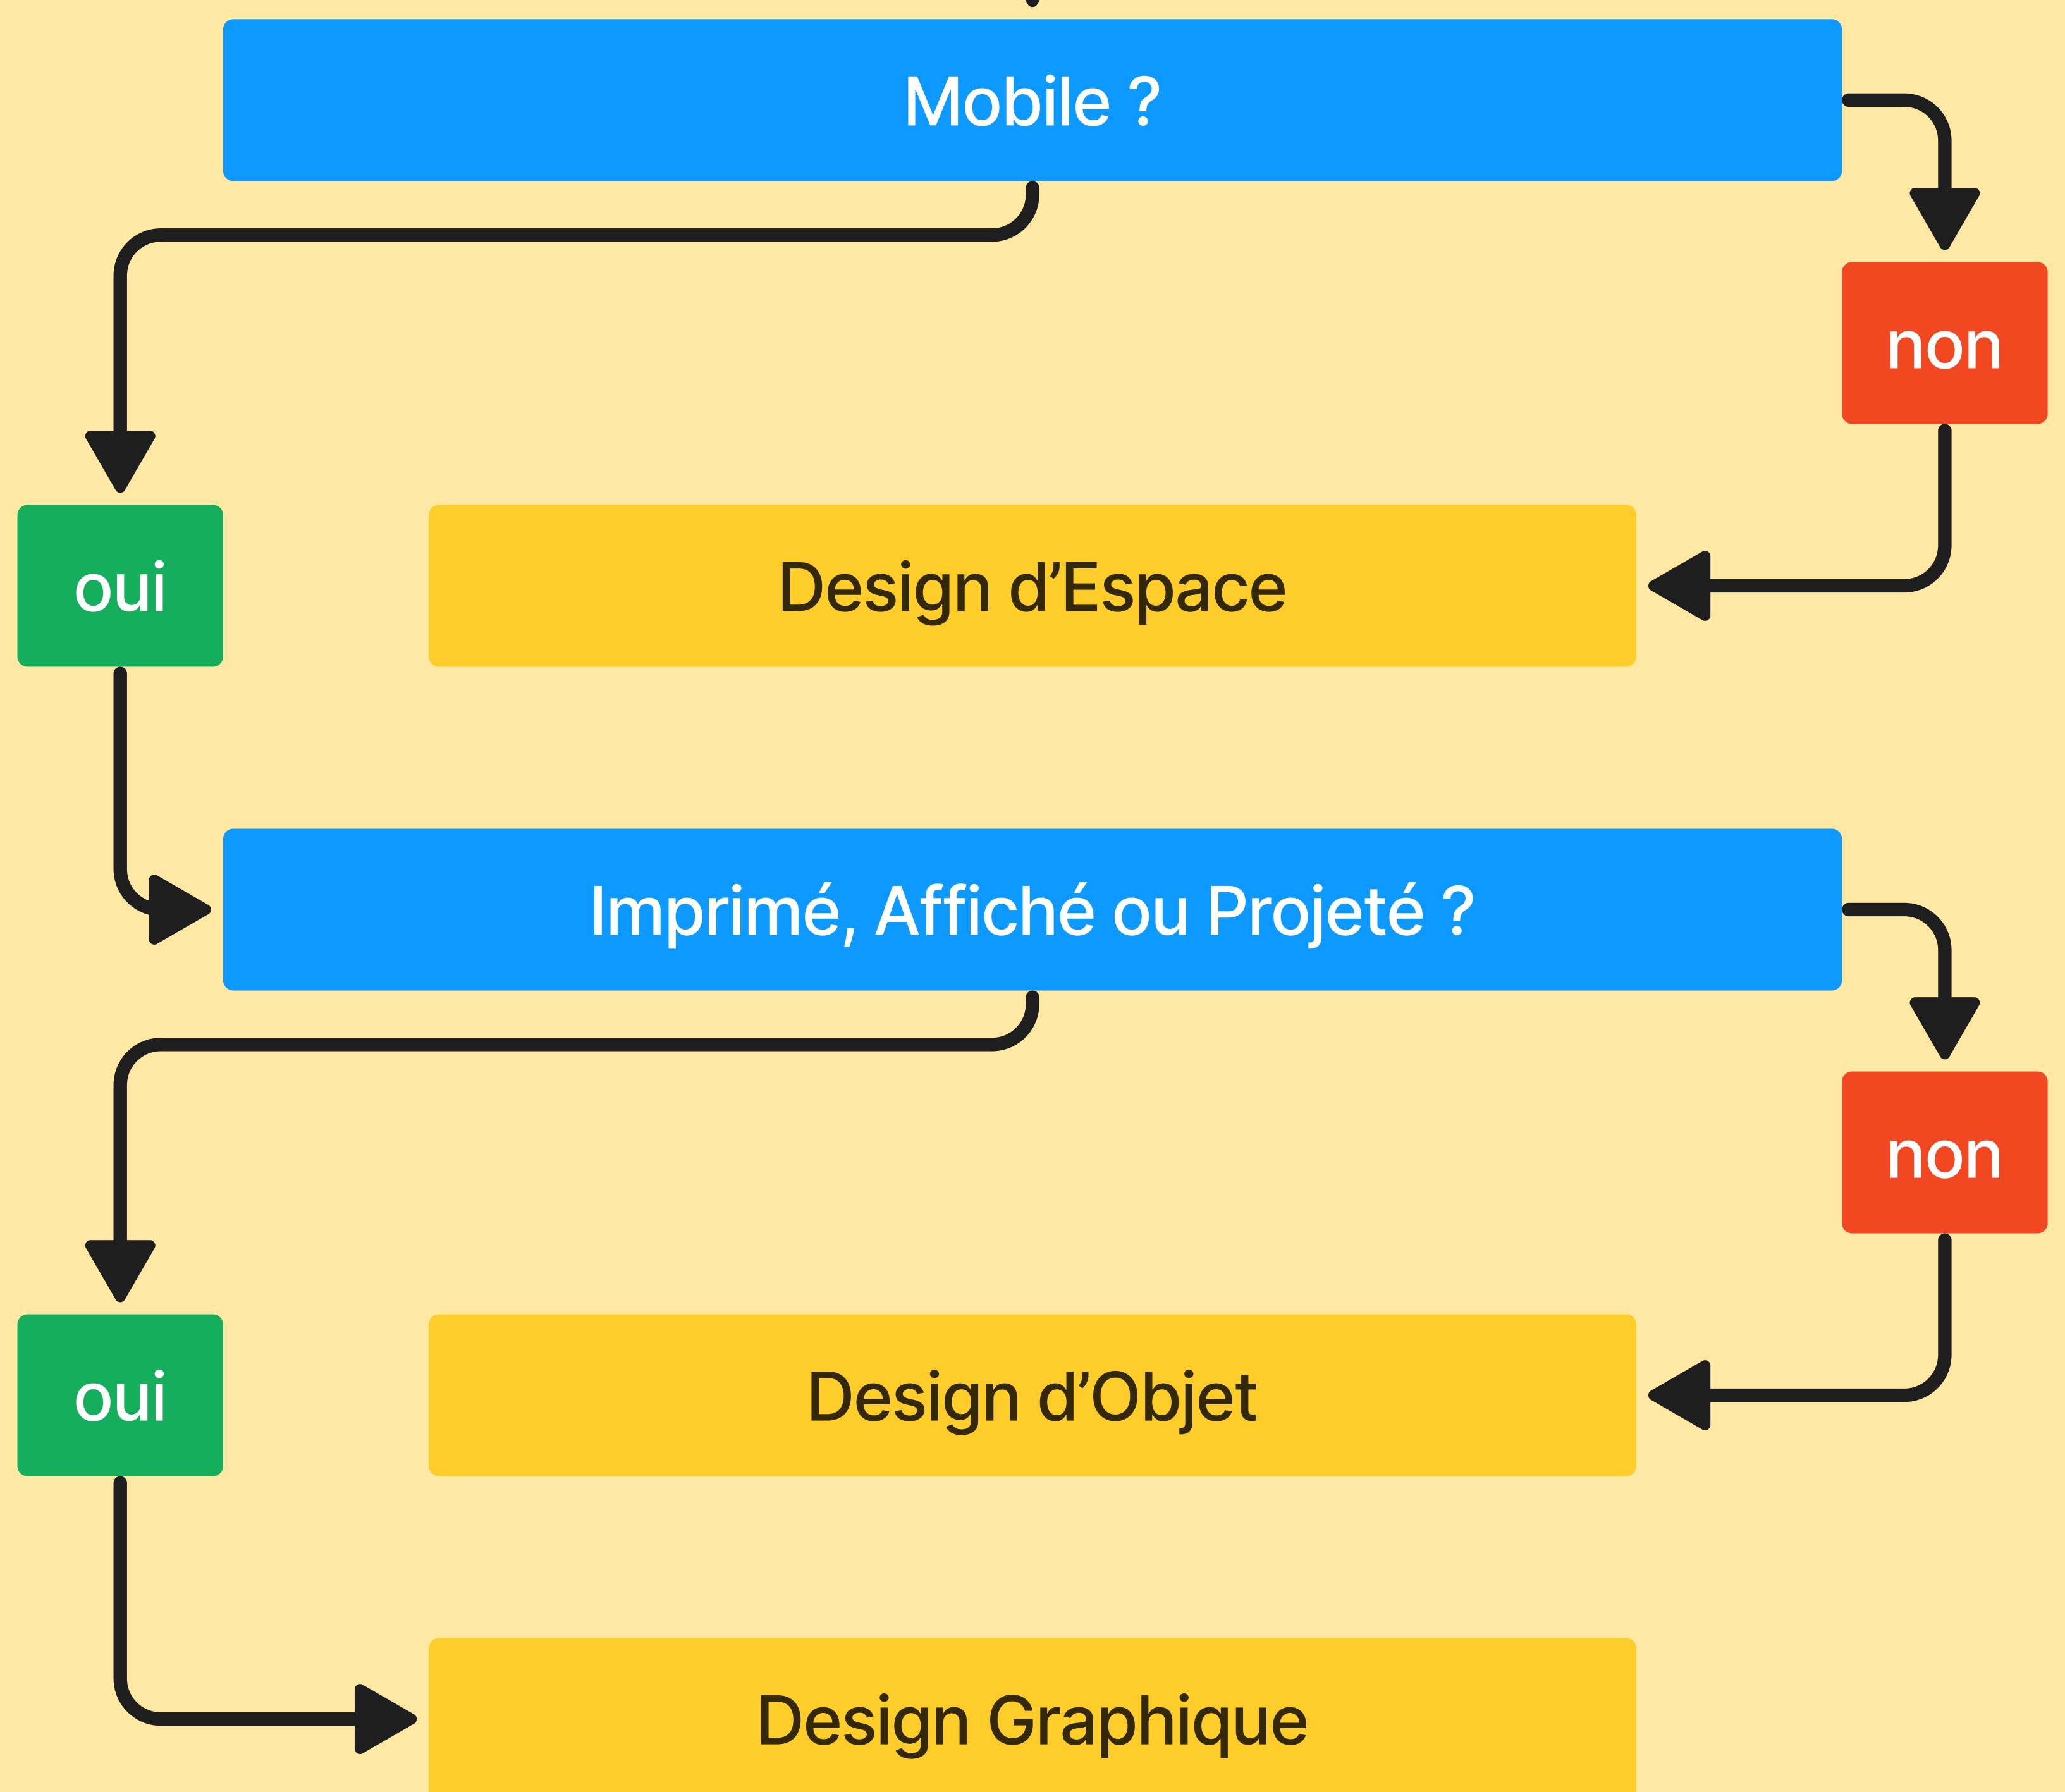 Mobile ?
non
oui
Design d'Espace
Imprimé, Affiché ou Projeté ?
non
oui
Design d'Objet
Design Graphique